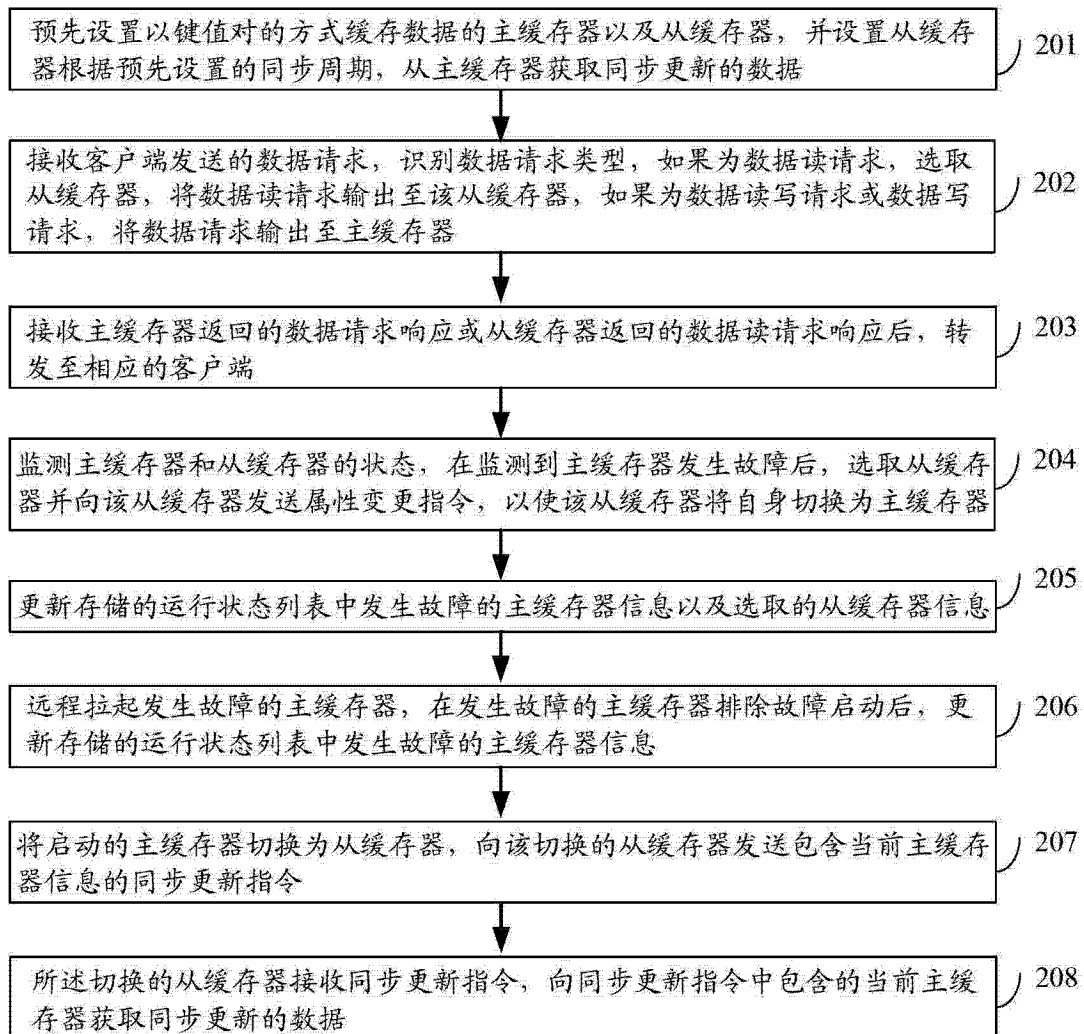 预先设置以键值对的方式缓存数据的主缓存器以及从缓存器，并设置从缓存
器根据预先设置的同步周期，从主缓存器获取同步更新的数据
201
接收客户端发送的数据请求，识别数据请求类型，如果为数据读请求，选取
从缓存器，将数据读请求输出至该从缓存器，如果为数据读写请求或数据写
请求，将数据请求输出至主缓存器
202
接收主缓存器返回的数据请求响应或从缓存器返回的数据读请求响应后，转
发至相应的客户端
203
监测主缓存器和从缓存器的状态，在监测到主缓存器发生故障后，选取从缓存
器并向该从缓存器发送属性变更指令，以使该从缓存器将自身切换为主缓存器
204
更新存储的运行状态列表中发生故障的主缓存器信息以及选取的从缓存器信息
205
远程拉起发生故障的主缓存器，在发生故障的主缓存器排除故障启动后，更
新存储的运行状态列表中发生故障的主缓存器信息
206
将启动的主缓存器切换为从缓存器，向该切换的从缓存器发送包含当前主缓存
器信息的同步更新指令
207
所述切换的从缓存器接收同步更新指令，向同步更新指令中包含的当前主缓
存器获取同步更新的数据
208